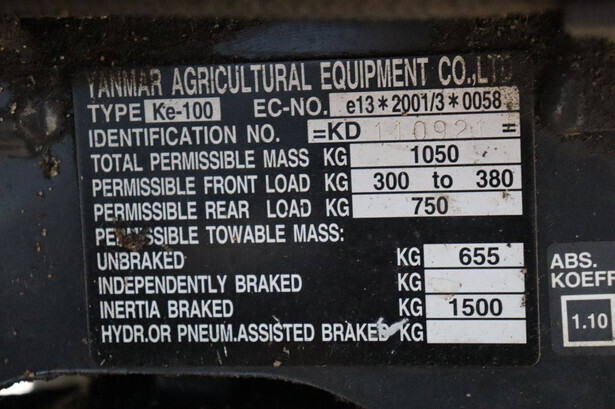 YANMAR AGRICULTURAL EQUIPMENT CO.,LTD
TYPE Ke-100 EC-NO. e13*2001/3*0058
IDENTIFICATION NO. =KD 110921 =
TOTAL PERMISSIBLE MASS KG 1050
PERMISSIBLE FRONT LOAD KG 300 to 380
PERMISSIBLE REAR LOAD KG 750
PERMISSIBLE TOWABLE MASS:
UNBRAKED KG 655
INDEPENDENTLY BRAKED KG
INERTIA BRAKED KG 1500
HYDR.OR PNEUM.ASSISTED BRAKED KG
ABS.
KOEFF
1.10